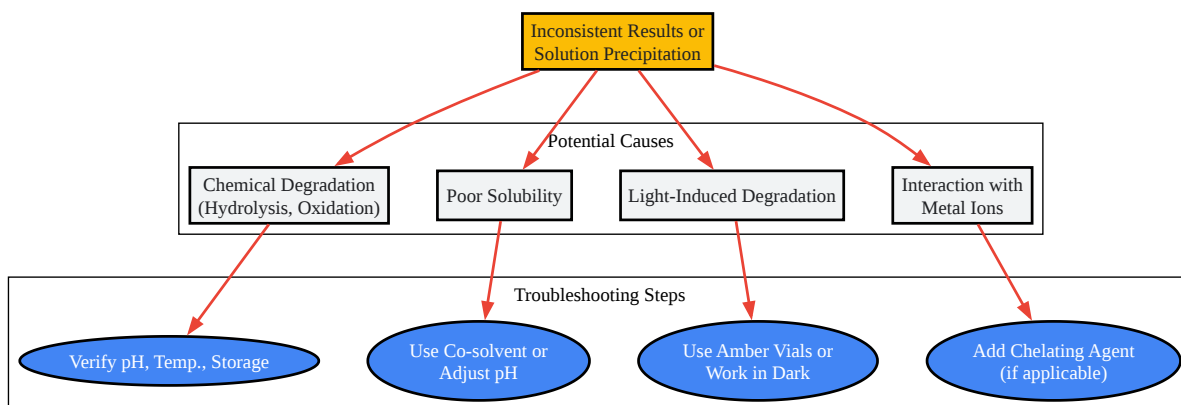 Inconsistent Results or
Solution Precipitation
Potential Causes
Chemical Degradation
(Hydrolysis, Oxidation)
Poor Solubility
Light-Induced Degradation
Interaction with
Metal Ions
Troubleshooting Steps
Verify pH, Temp., Storage
Use Co-solvent or
Adjust pH
Use Amber Vials or
Work in Dark
Add Chelating Agent
(if applicable)